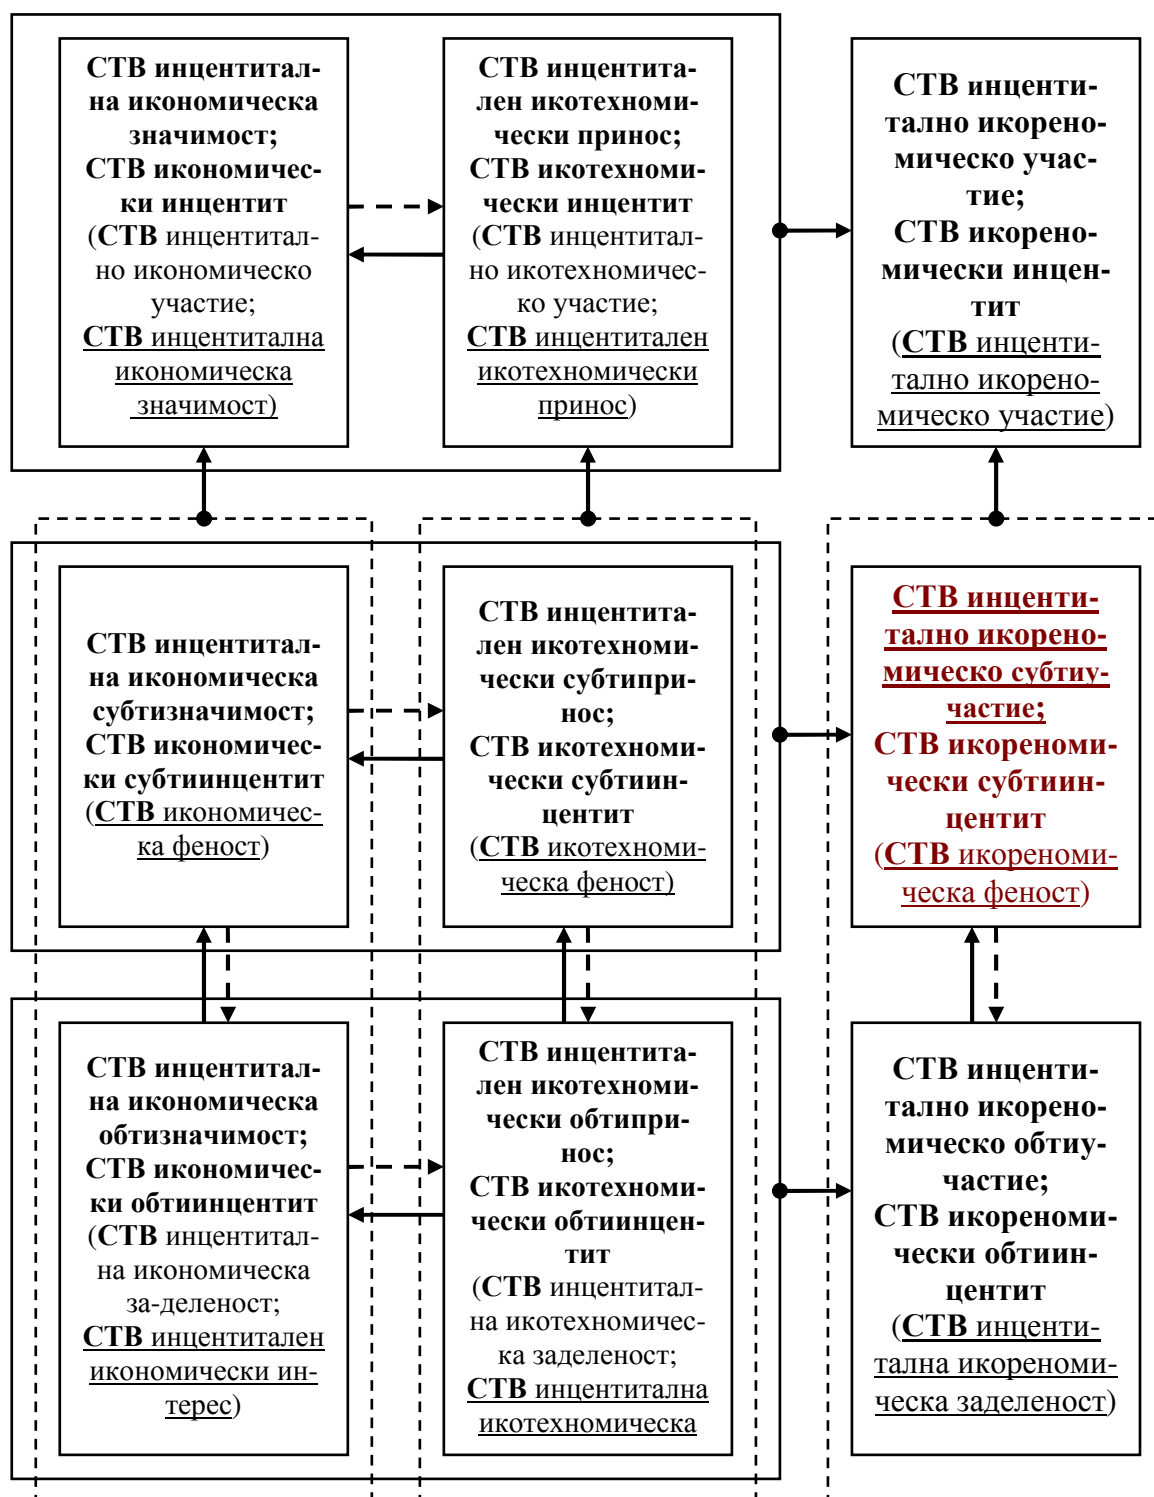 СТВ инцентитал-
на икономическа
значимост;
СТВ икономичес-
ки инцентит
(СТВ инцентитал-
но икономическо
участие;
СТВ инцентитална
икономическа
значимост)
СТВ инцентита-
лен икотехноми-
чески принос;
СТВ икотехноми-
чески инцентит
(СТВ инцентитал-
но икотехномичес-
ко участие;
СТВ инцентитален
икотехномически
принос)
СТВ инценти-
тално икорено-
мическо учас-
тие;
СТВ икорено-
мически инцен-
тит
(СТВ инценти-
тално икорено-
мическо участие)
СТВ инцентитал-
на икономическа
субтизначимост;
СТВ икономичес-
ки субтиинцентит
(СТВ икономичес-
ка феност)
СТВ инцентита-
лен икотехноми-
чески субтипри-
нос;
СТВ икотехноми-
чески субтиин-
центит
(СТВ икотехноми-
ческа феност)
СТВ инценти-
тално икорено-
мическо субтиу-
частие;
СТВ икореноми-
чески субтиин-
центит
(СТВ икореноми-
ческа феност)
СТВ инцентитал-
на икономическа
обтизначимост;
СТВ икономичес-
ки обтиинцентит
(СТВ инцентитал-
на икономическа
за-деленост;
СТВ инцентитален
икономически ин-
терес)
СТВ инцентита-
лен икотехноми-
чески обтипри-
нос;
СТВ икотехноми-
чески обтиинцен-
тит
(СТВ инцентитал-
на икотехномичес-
ка заделеност;
СТВ инцентитална
икотехномическа
СТВ инценти-
тално икорено-
мическо обтиу-
частие;
СТВ икореноми-
чески обтиин-
центит
(СТВ инценти-
тална икореноми-
ческа заделеност)